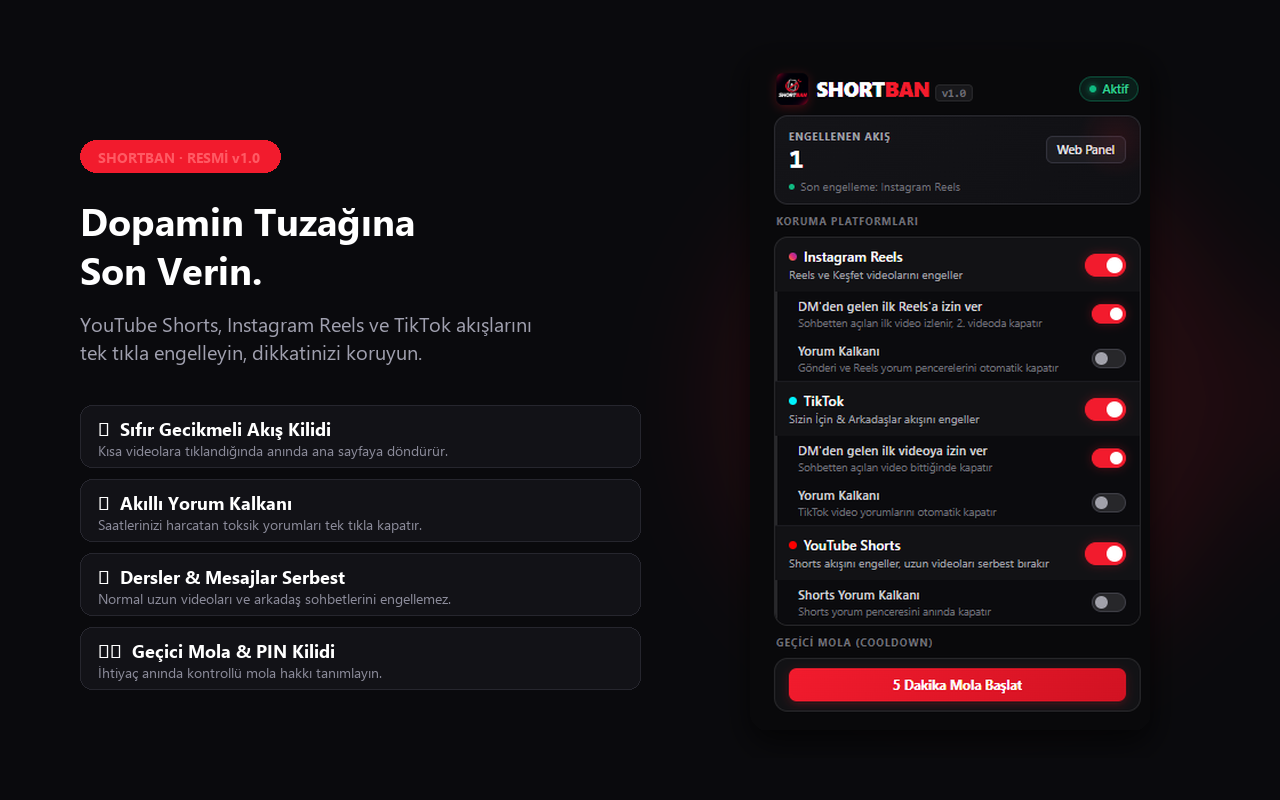 SHORTBAN · RESMİ v1.0
Dopamin Tuzağına
Son Verin.
YouTube Shorts, Instagram Reels ve TikTok akışlarını
tek tıkla engelleyin, dikkatinizi koruyun.
Sıfır Gecikmeli Akış Kilidi
Kısa videolara tıklandığında anında ana sayfaya döndürür.
Akıllı Yorum Kalkanı
Saatlerinizi harcatan toksik yorumları tek tıkla kapatır.
Dersler & Mesajlar Serbest
Normal uzun videoları ve arkadaş sohbetlerini engellemez.
Geçici Mola & PIN Kilidi
İhtiyaç anında kontrollü mola hakkı tanımlayın.
SHORTBAN
SHORTBAN v1.0
Aktif
ENGELLENEN AKIŞ
1
Web Panel
Son engelleme: Instagram Reels
KORUMA PLATFORMLARI
Instagram Reels
Reels ve Keşfet videolarını engeller
DM'den gelen ilk Reels'a izin ver
Sohbetten açılan ilk video izlenir, 2. videoda kapatır
Yorum Kalkanı
Gönderi ve Reels yorum pencerelerini otomatik kapatır
TikTok
Sizin İçin & Arkadaşlar akışını engeller
DM'den gelen ilk videoya izin ver
Sohbetten açılan video bittiğinde kapatır
Yorum Kalkanı
TikTok video yorumlarını otomatik kapatır
YouTube Shorts
Shorts akışını engeller, uzun videoları serbest bırakır
Shorts Yorum Kalkanı
Shorts yorum penceresini anında kapatır
GEÇİCİ MOLA (COOLDOWN)
5 Dakika Mola Başlat